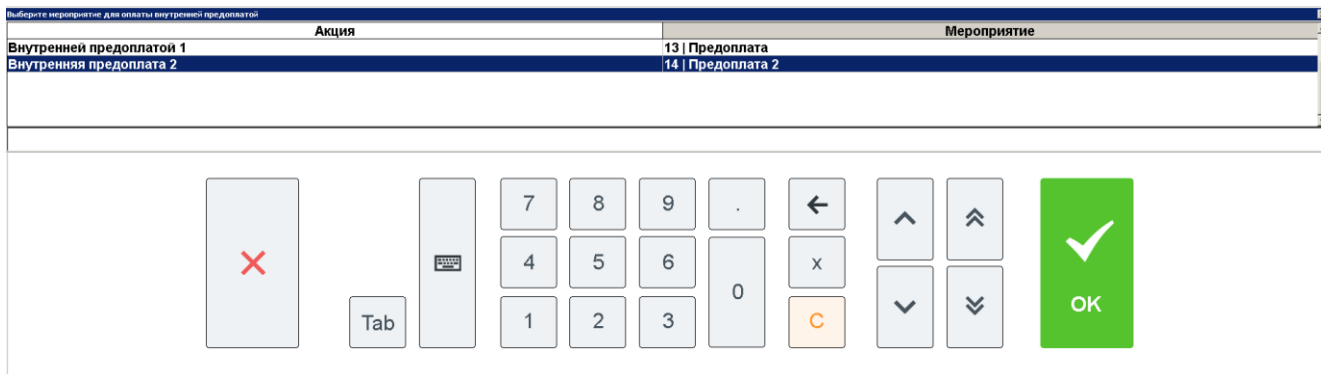 Выберите мероприятие для оплаты внутренней предоплатой
Акция Мероприятие
Внутренней предоплатой 1 13 | Предоплата
Внутренняя предоплата 2 14 | Предоплата 2
7 8 9 .
4 5 6 x
0
Tab 1 2 3 C
OK